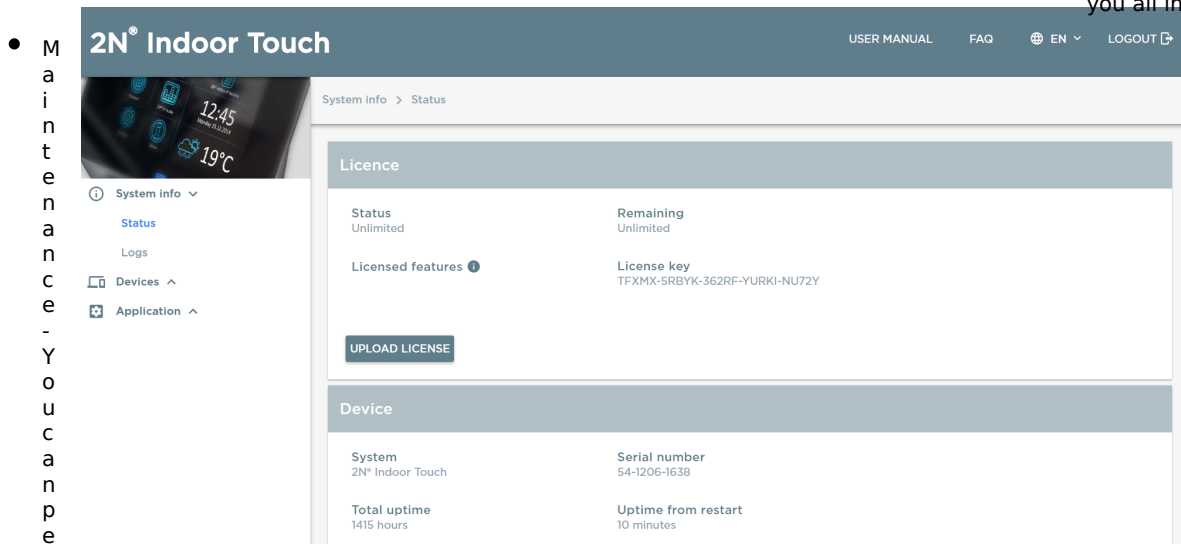 you all in
• Maintenance - You can pe
2N® Indoor Touch
USER MANUAL FAQ EN LOGOUT
12:45
19°C
System info > Status
System info
Status
Logs
Devices
Application
Licence
Status Remaining
Unlimited Unlimited
Licensed features License key
TFXMX-5RBYK-362RF-YURKI-NU72Y
UPLOAD LICENSE
Device
System Serial number
2N® Indoor Touch 54-1206-1638
Total uptime Uptime from restart
1415 hours 10 minutes